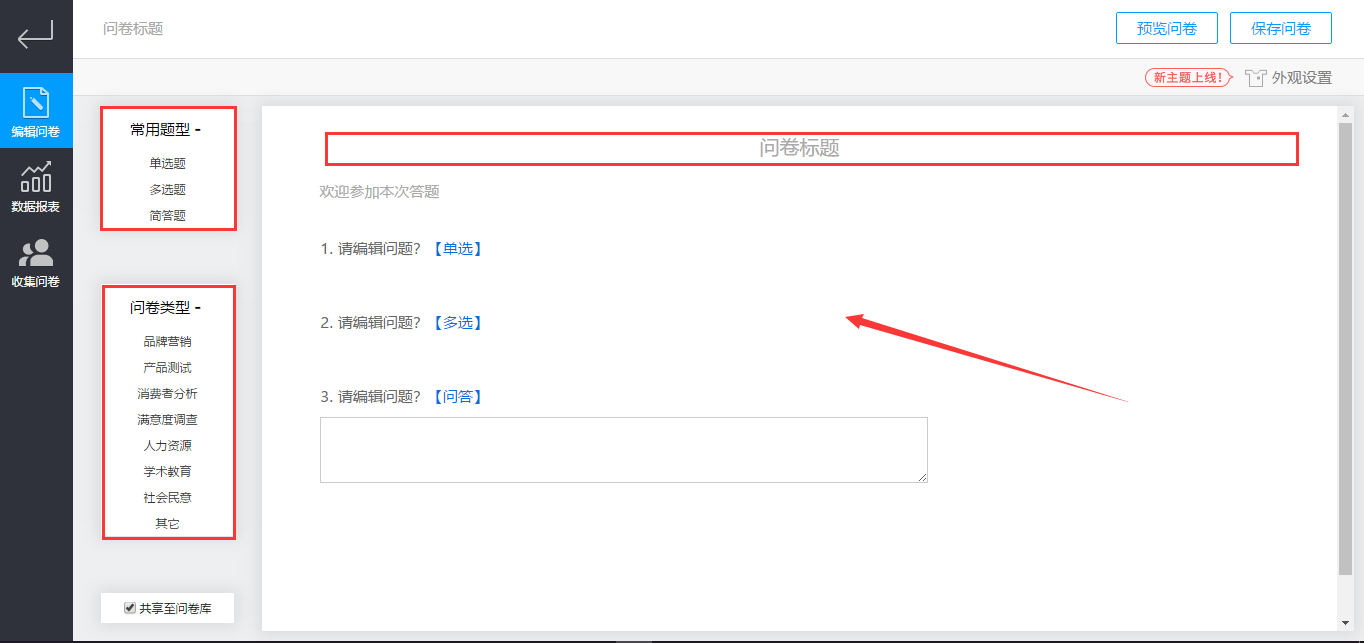 问卷标题
预览问卷
保存问卷
新主题上线!
外观设置
编辑问卷
数据报表
收集问卷
常用题型 -
单选题
多选题
简答题
问卷类型 -
品牌营销
产品测试
消费者分析
满意度调查
人力资源
学术教育
社会民意
其它
共享至问卷库
问卷标题
欢迎参加本次答题
1. 请编辑问题? 【单选】
2. 请编辑问题? 【多选】
3. 请编辑问题? 【问答】